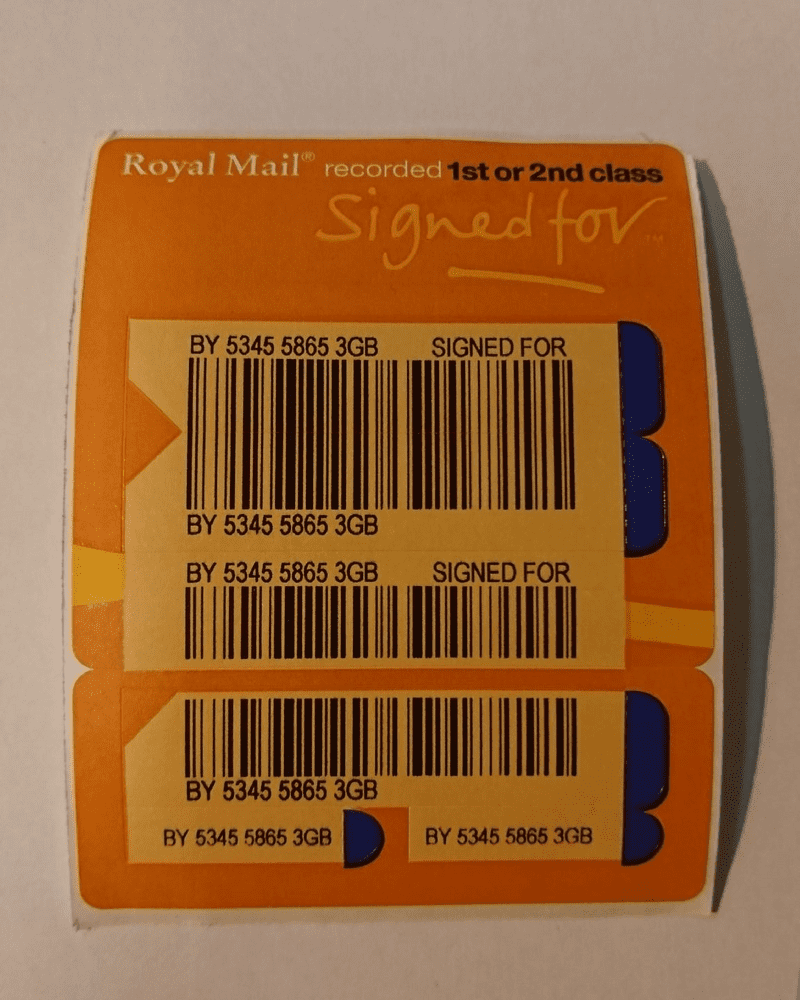 Royal Mail® recorded 1st or 2nd class
Signed for™
BY 5345 5865 3GB SIGNED FOR
BY 5345 5865 3GB
BY 5345 5865 3GB SIGNED FOR
BY 5345 5865 3GB
BY 5345 5865 3GB BY 5345 5865 3GB